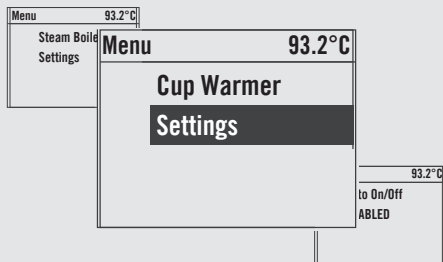 Menu 93.2°C
Steam Boile
Settings
Menu 93.2°C
Cup Warmer
Settings
93.2°C
to On/Off
ABLED